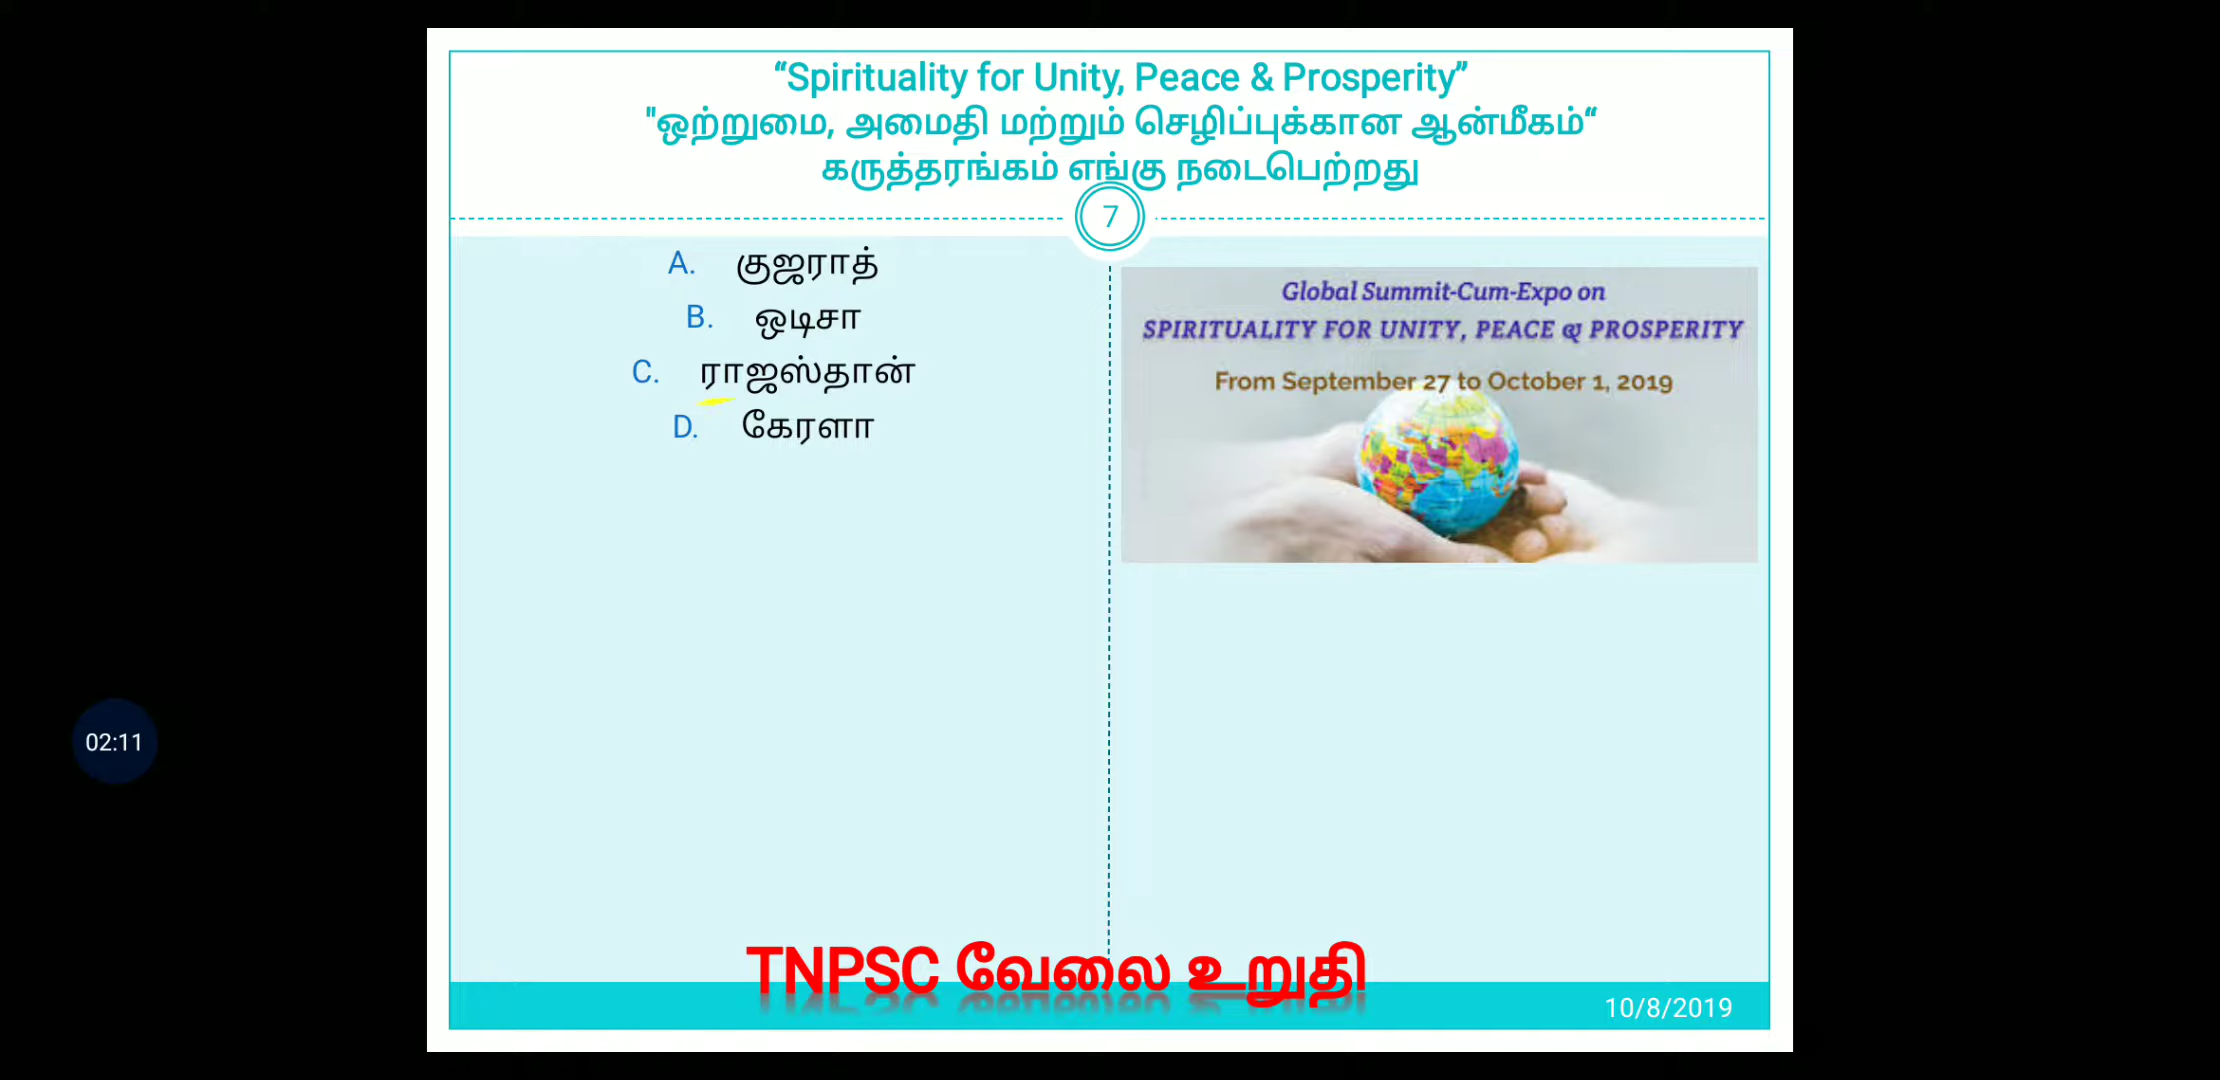 “Spirituality for Unity, Peace & Prosperity”
"ஒற்றுமை, அமைதி மற்றும் செழிப்புக்கான ஆன்மீகம்“
கருத்தரங்கம் எங்கு நடைபெற்றது
7
A. குஜராத்
B. ஒடிசா
C. ராஜஸ்தான்
D. கேரளா
Global Summit-Cum-Expo on
SPIRITUALITY FOR UNITY, PEACE & PROSPERITY
From September 27 to October 1, 2019
02:11
TNPSC வேலை உறுதி
10/8/2019